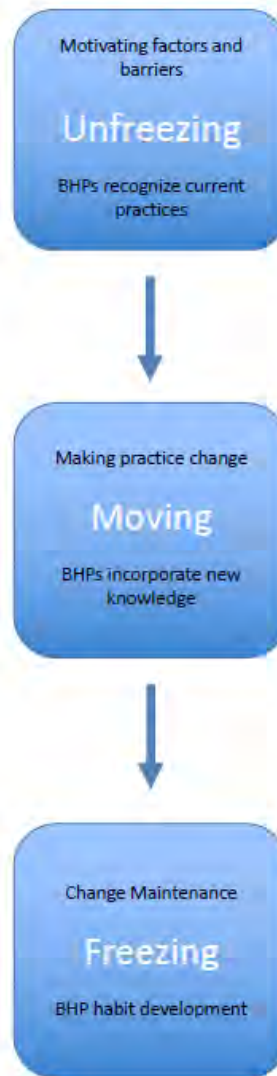 Motivating factors and
barriers
Unfreezing
BHPs recognize current
practices
Making practice change
Moving
BHPs incorporate new
knowledge
Change Maintenance
Freezing
BHP habit development